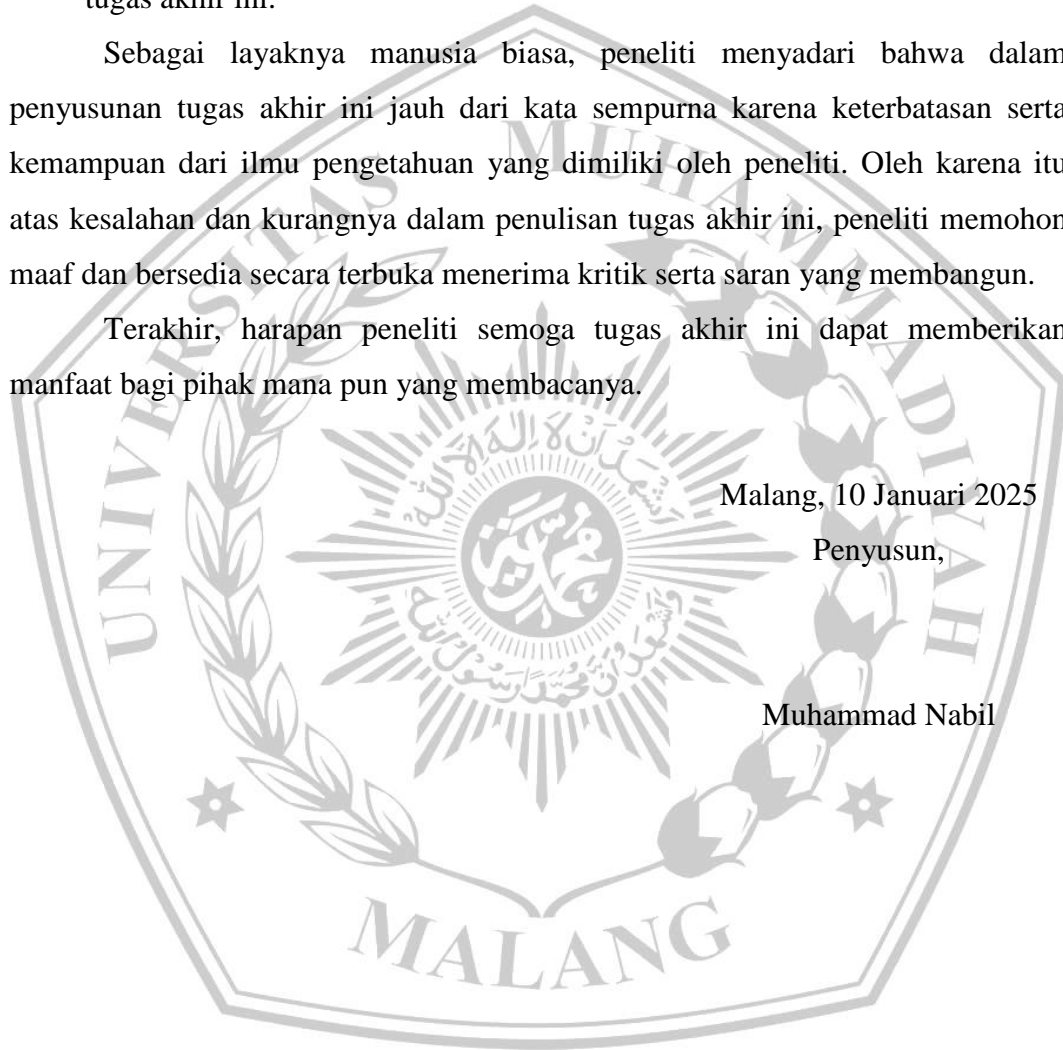 tugas akhir ini.
Sebagai layaknya manusia biasa, peneliti menyadari bahwa dalam
penyusunan tugas akhir ini jauh dari kata sempurna karena keterbatasan serta
kemampuan dari ilmu pengetahuan yang dimiliki oleh peneliti. Oleh karena itu
atas kesalahan dan kurangnya dalam penulisan tugas akhir ini, peneliti memohon
maaf dan bersedia secara terbuka menerima kritik serta saran yang membangun.
Terakhir, harapan peneliti semoga tugas akhir ini dapat memberikan
manfaat bagi pihak mana pun yang membacanya.
Malang, 10 Januari 2025
Penyusun,
Muhammad Nabil
UNIVERSITAS MUHAMMADIYAH
MALANG